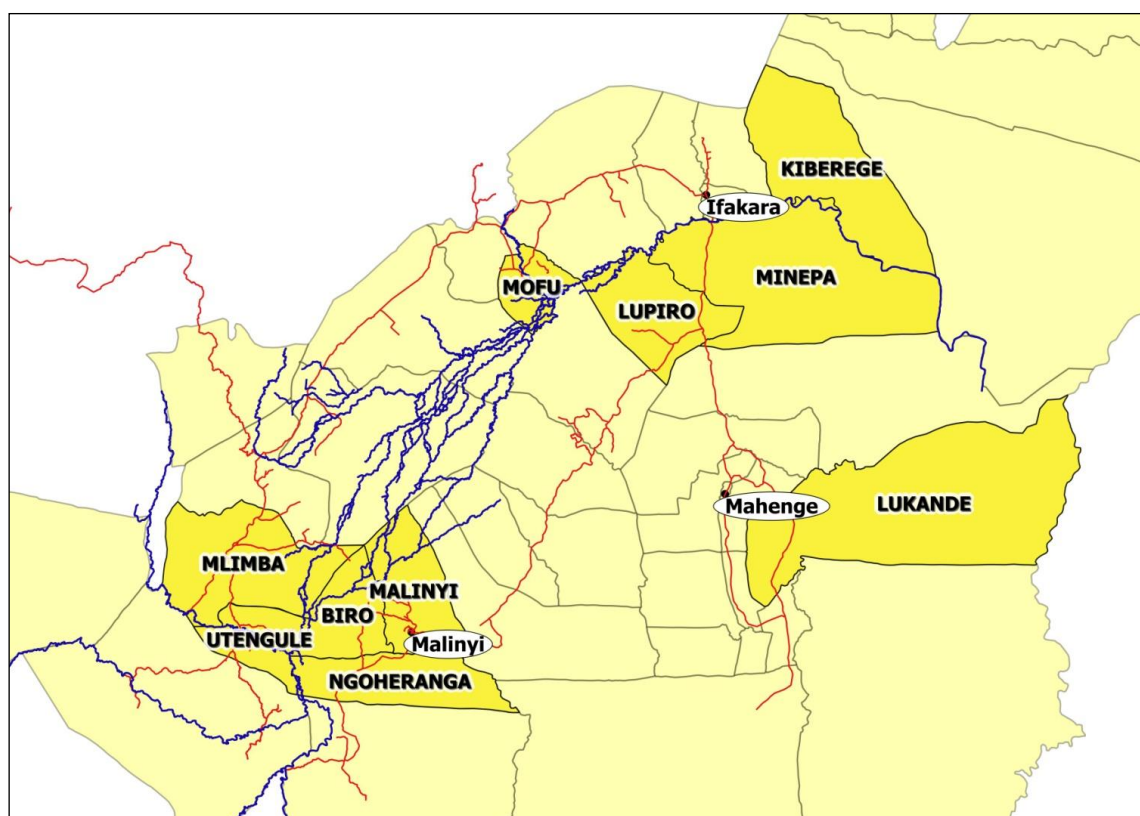 KIBEREGE
Ifakara
MINEPA
MOFU
LUPIRO
LUKANDE
Mahenge
MLIMBA
MALINYI
BIRO
UTENGULE
Malinyi
NGOHERANGA